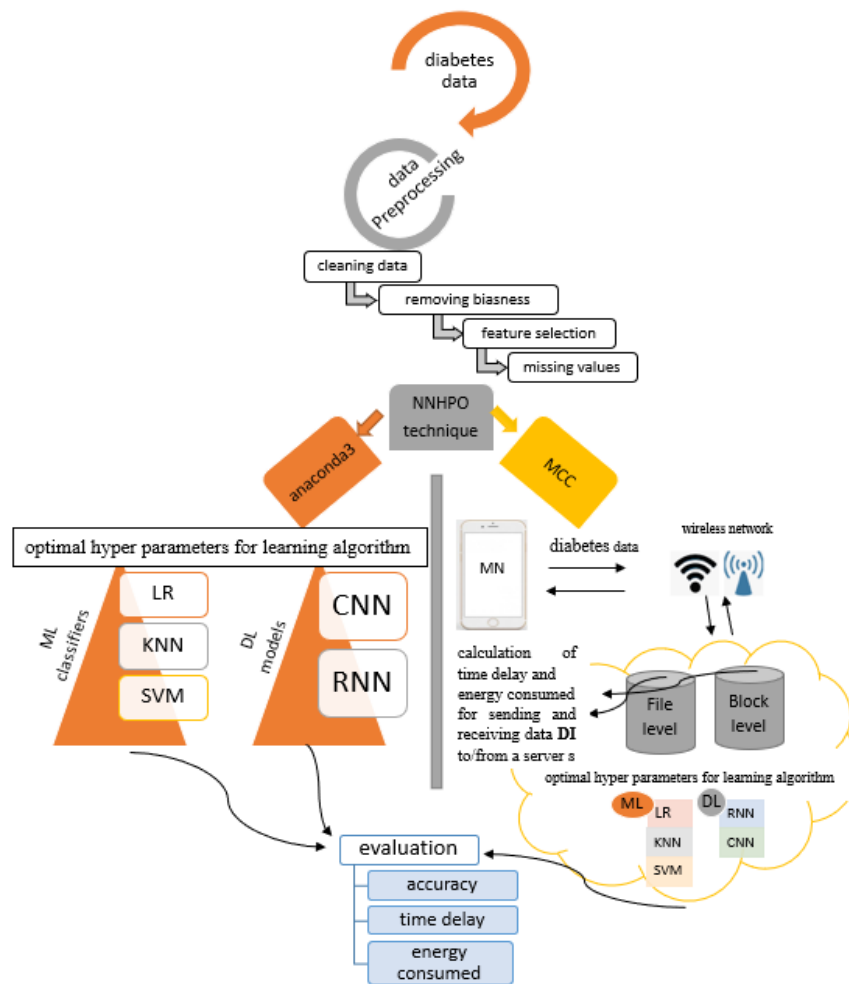 diabetes
data
data
Preprocessing
cleaning data
removing biasness
feature selection
missing values
NNHPO
technique
anaconda3
MCC
optimal hyper parameters for learning algorithm
ML
classifiers
LR
KNN
SVM
DL
models
CNN
RNN
MN
diabetes data
wireless network
calculation of
time delay and
energy consumed
for sending and
receiving data DI
to/from a server s
File
level
Block
level
optimal hyper parameters for learning algorithm
ML
LR
KNN
SVM
DL
RNN
CNN
evaluation
accuracy
time delay
energy
consumed